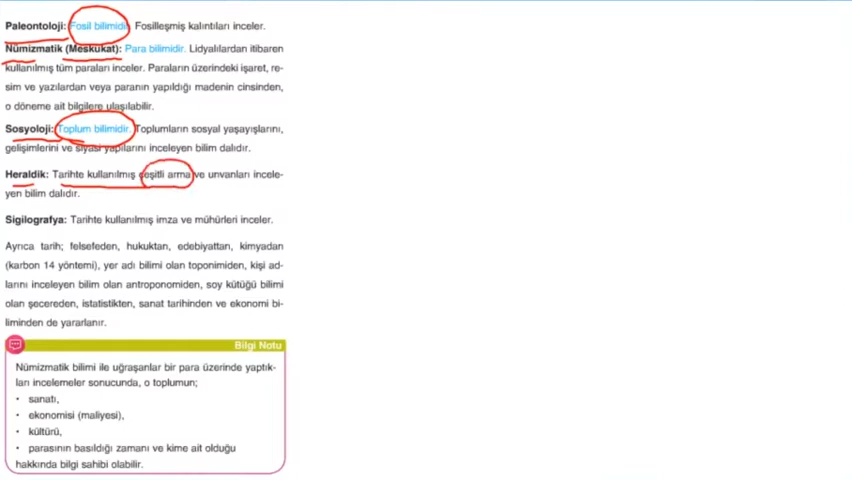 Paleontoloji: Fosil bilimidir. Fosilleşmiş kalıntıları inceler.
Nümizmatik (Meskukat): Para bilimidir. Lidyalılardan itibaren
kullanılmış tüm paraları inceler. Paraların üzerindeki işaret, re-
sim ve yazılardan veya paranın yapıldığı madenin cinsinden,
o döneme ait bilgilere ulaşılabilir.
Sosyoloji: Toplum bilimidir. Toplumların sosyal yaşayışlarını,
gelişimlerini ve siyasi yapılarını inceleyen bilim dalıdır.
Heraldik: Tarihte kullanılmış çeşitli arma ve unvanları incele-
yen bilim dalıdır.
Sigilografya: Tarihte kullanılmış imza ve mühürleri inceler.
Ayrıca tarih; felsefeden, hukuktan, edebiyattan, kimyadan
(karbon 14 yöntemi), yer adı bilimi olan toponimiden, kişi ad-
larını inceleyen bilim olan antroponomiden, soy kütüğü bilimi
olan şecereden, istatistikten, sanat tarihinden ve ekonomi bi-
liminden de yararlanır.
Bilgi Notu
Nümizmatik bilimi ile uğraşanlar bir para üzerinde yaptık-
ları incelemeler sonucunda, o toplumun;
• sanatı,
• ekonomisi (maliyesi),
• kültürü,
• parasının basıldığı zamanı ve kime ait olduğu
hakkında bilgi sahibi olabilir.